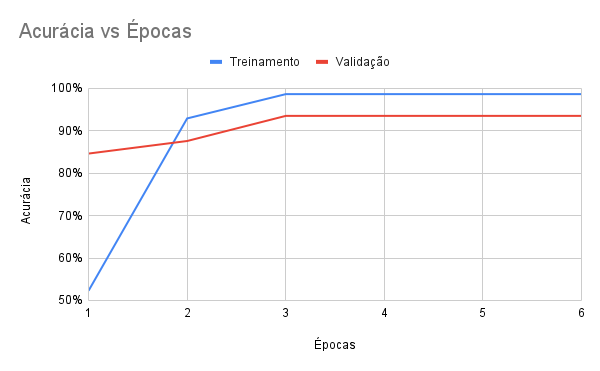 Acurácia vs Épocas
Treinamento Validação
100%
90%
80%
70%
60%
50%
Acurácia
1 2 3 4 5 6
Épocas